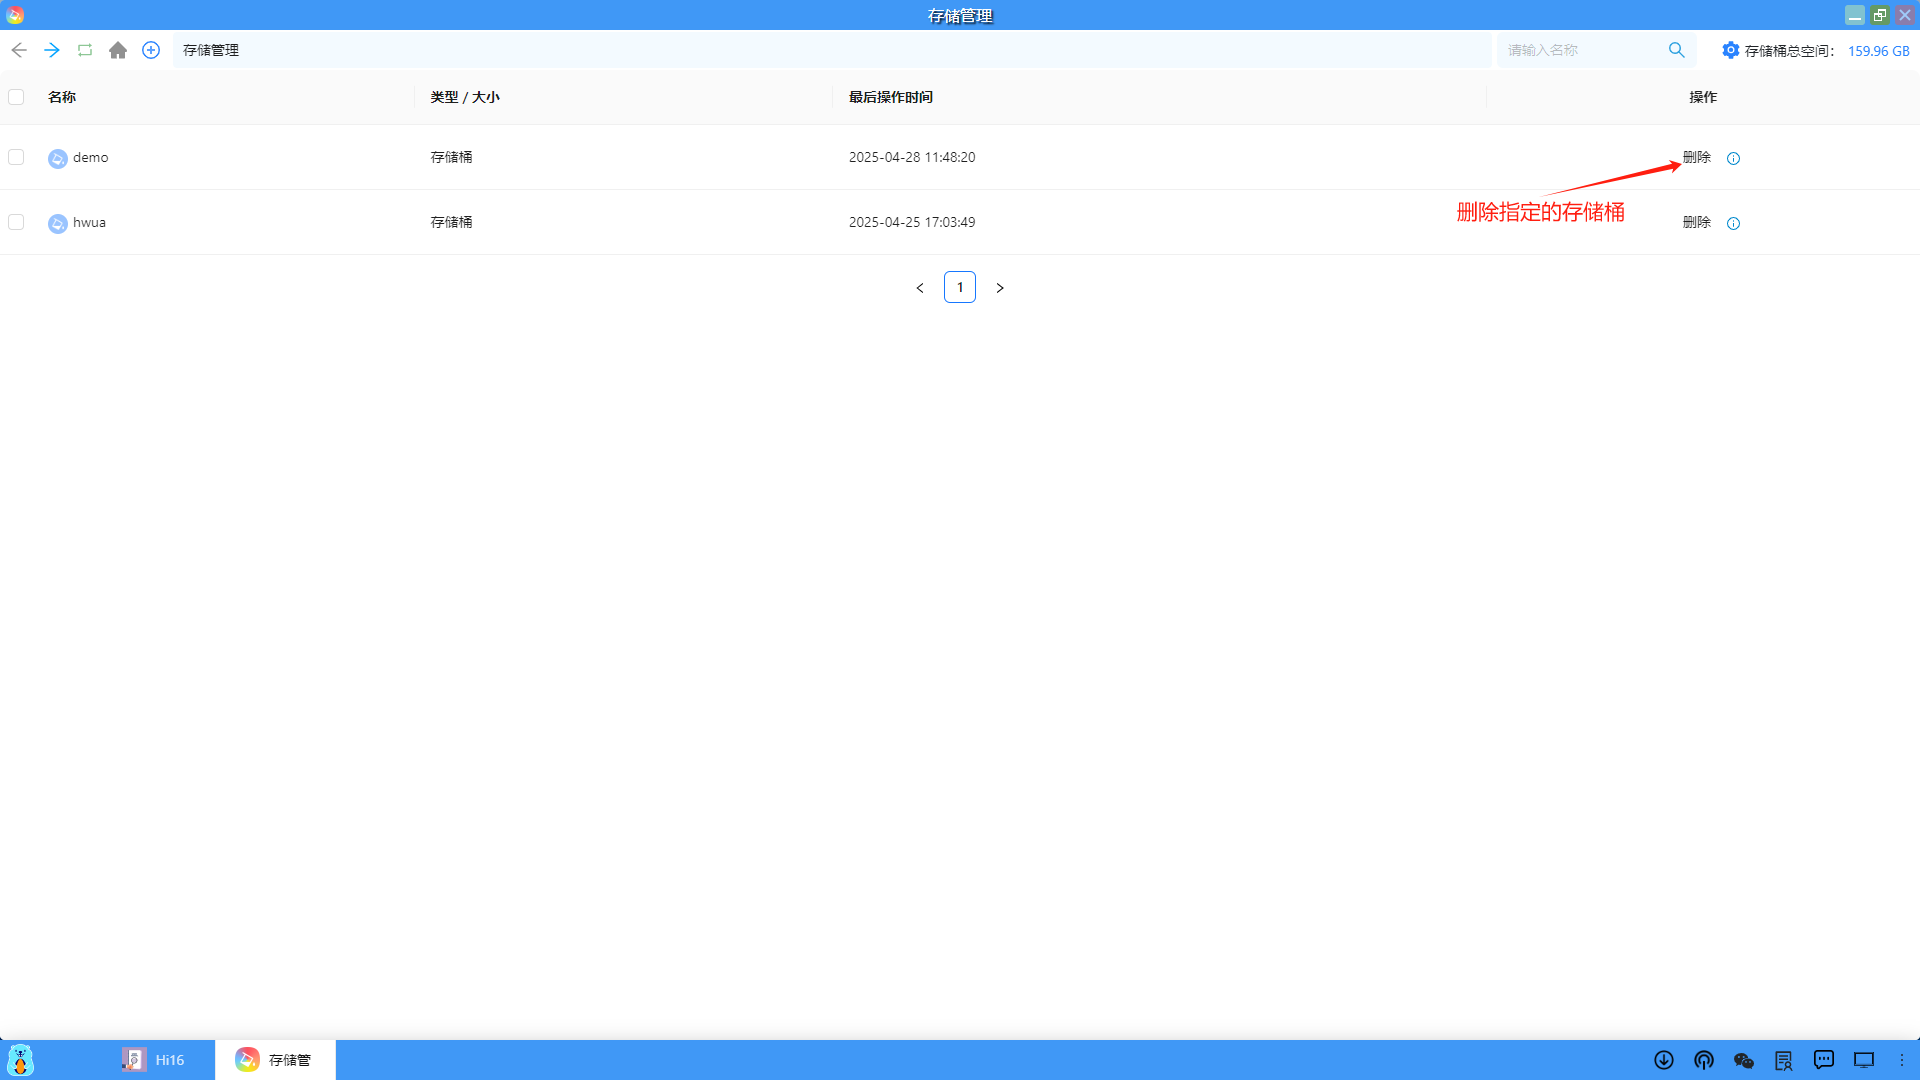 存储管理
存储管理
请输入名称
存储桶总空间： 159.96 GB
名称 类型 / 大小 最后操作时间 操作
demo 存储桶 2025-04-28 11:48:20 删除
删除指定的存储桶
hwua 存储桶 2025-04-25 17:03:49 删除
1
Hi16 存储管